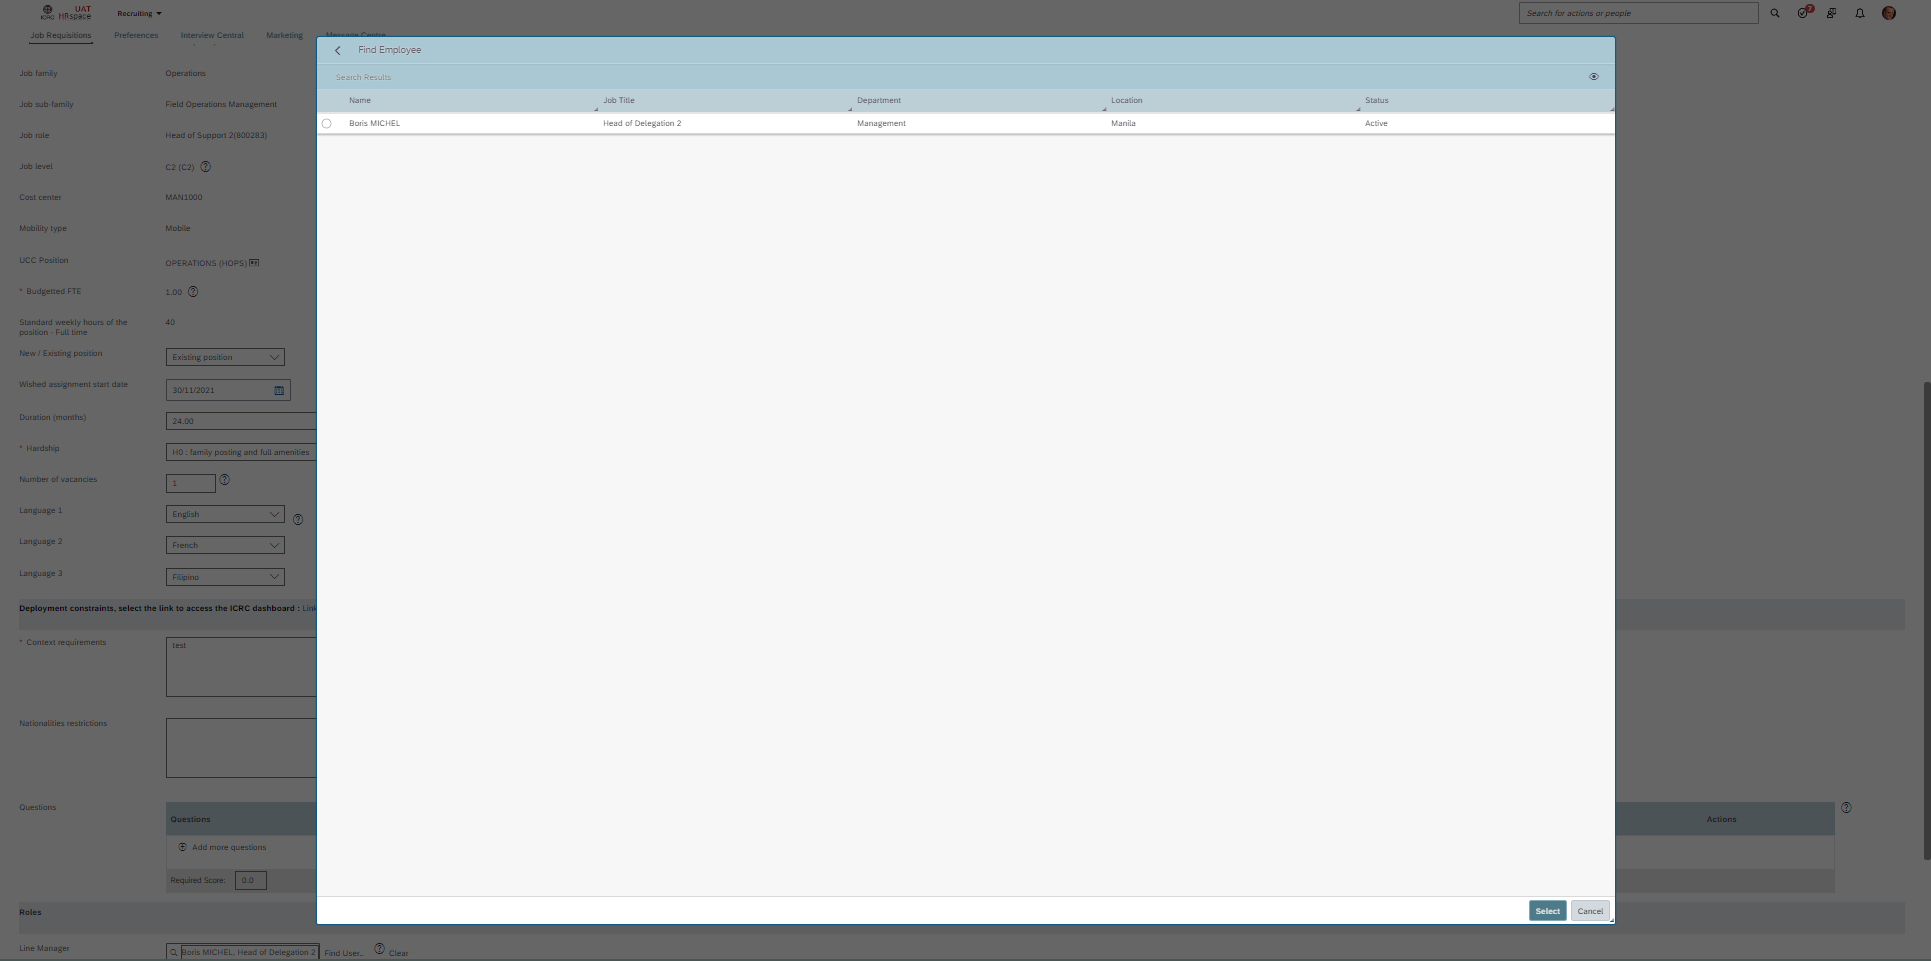 ICRC
UAT
HRspace
Recruiting
Search for actions or people
7
Job Requisitions
Preferences
Interview Central
Marketing
Message Centre
Find Employee
Search Results
Name
Job Title
Department
Location
Status
Boris MICHEL
Head of Delegation 2
Management
Manila
Active
Job family
Operations
Job sub-family
Field Operations Management
Job role
Head of Support 2(800283)
Job level
C2 (C2)
Cost center
MAN1000
Mobility type
Mobile
UCC Position
OPERATIONS (HOPS)
* Budgetted FTE
1.00
Standard weekly hours of the
position - Full time
40
New / Existing position
Existing position
Wished assignment start date
30/11/2021
Duration (months)
24.00
* Hardship
H0 : family posting and full amenities
Number of vacancies
1
Language 1
English
Language 2
French
Language 3
Filipino
Deployment constraints, select the link to access the ICRC dashboard : Link
* Context requirements
test
Nationalities restrictions
Questions
Questions
Actions
Add more questions
Required Score:
0.0
Roles
Select
Cancel
Line Manager
Boris MICHEL, Head of Delegation 2
Find User...
Clear